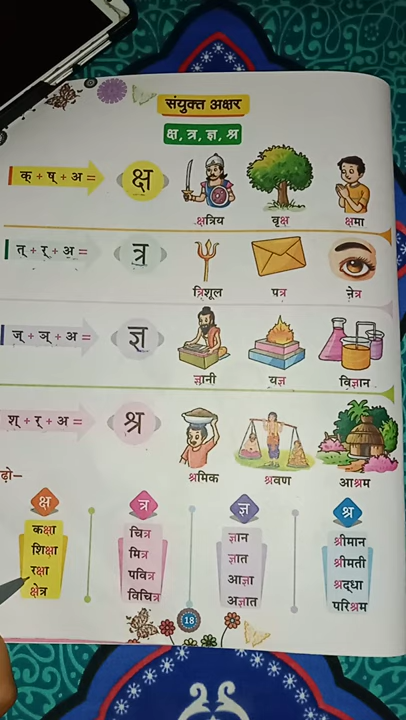 संयुक्त अक्षर
क्ष, त्र, ज्ञ, श्र
क् + ष् + अ = क्ष
क्षत्रिय वृक्ष क्षमा
त् + र् + अ = त्र
त्रिशूल पत्र नेत्र
ज् + ञ् + अ = ज्ञ
ज्ञानी यज्ञ विज्ञान
श् + र् + अ = श्र
श्रमिक श्रवण आश्रम
ढ़ो–
क्ष त्र ज्ञ श्र
कक्षा चित्र ज्ञान श्रीमान
शिक्षा मित्र ज्ञात श्रीमती
रक्षा पवित्र आज्ञा श्रद्धा
क्षेत्र विचित्र अज्ञात परिश्रम
18